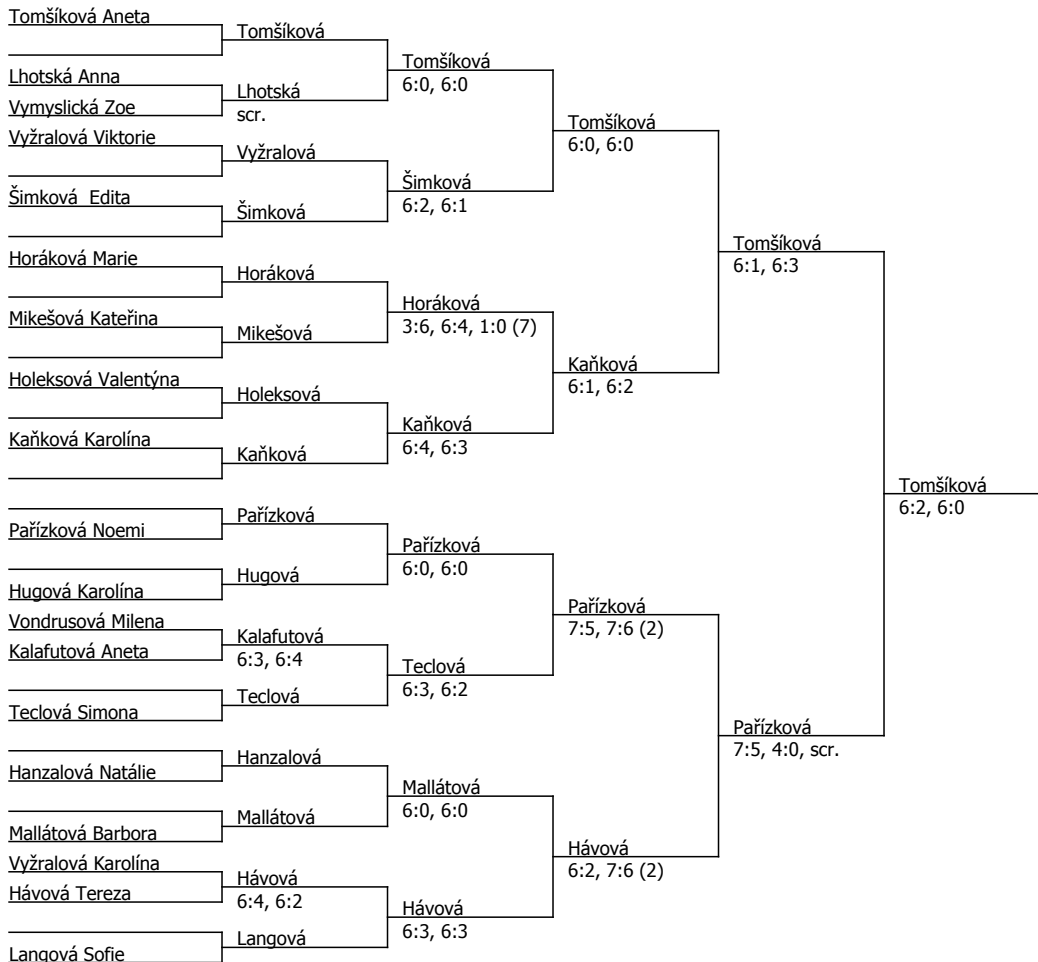 Tomšíková Aneta
Tomšíková
Tomšíková
6:0, 6:0
Lhotská Anna
Lhotská
scr.
Vymyslická Zoe
Tomšíková
6:0, 6:0
Vyžralová Viktorie
Vyžralová
Šimková
6:2, 6:1
Šimková  Edita
Šimková
Tomšíková
6:1, 6:3
Horáková Marie
Horáková
Horáková
3:6, 6:4, 1:0 (7)
Mikešová Kateřina
Mikešová
Kaňková
6:1, 6:2
Holeksová Valentýna
Holeksová
Kaňková
6:4, 6:3
Kaňková Karolína
Kaňková
Tomšíková
6:2, 6:0
Pařízková
Pařízková Noemi
Pařízková
6:0, 6:0
Hugová
Hugová Karolína
Pařízková
7:5, 7:6 (2)
Vondrusová Milena
Kalafutová
6:3, 6:4
Kalafutová Aneta
Teclová
6:3, 6:2
Teclová
Teclová Simona
Pařízková
7:5, 4:0, scr.
Hanzalová
Hanzalová Natálie
Mallátová
6:0, 6:0
Mallátová
Mallátová Barbora
Hávová
6:2, 7:6 (2)
Vyžralová Karolína
Hávová
6:4, 6:2
Hávová Tereza
Hávová
6:3, 6:3
Langová
Langová Sofie